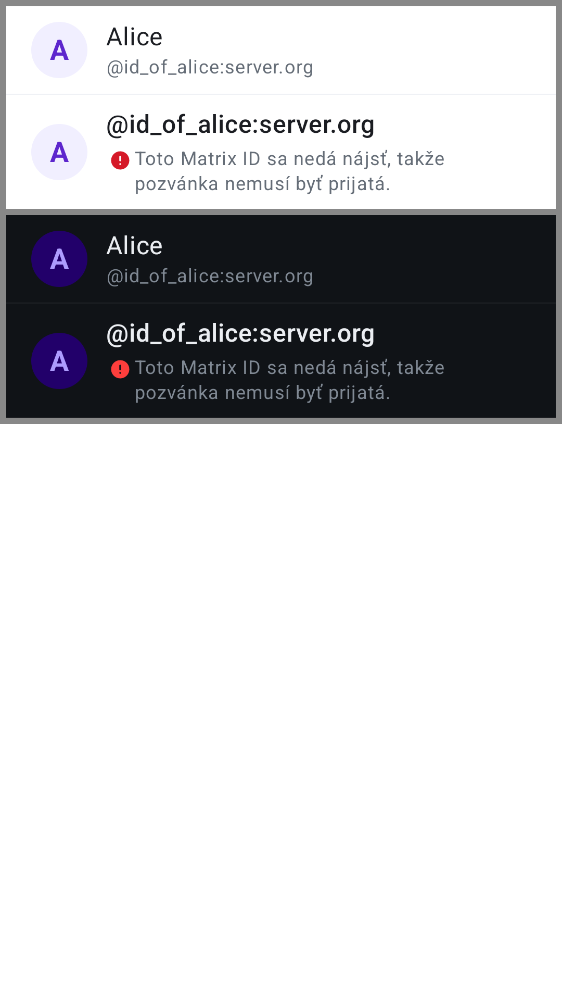 A
Alice
@id_of_alice:server.org
A
@id_of_alice:server.org
Toto Matrix ID sa nedá nájsť, takže
pozvánka nemusí byť prijatá.
A
Alice
@id_of_alice:server.org
A
@id_of_alice:server.org
Toto Matrix ID sa nedá nájsť, takže
pozvánka nemusí byť prijatá.